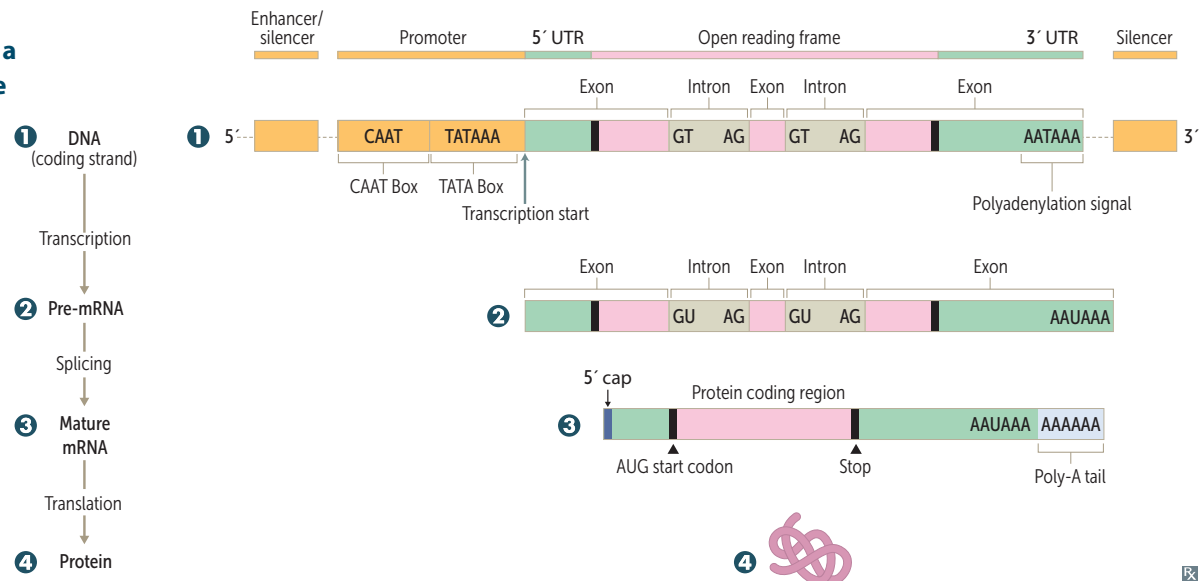 a
e
Enhancer/
silencer
Promoter
5´ UTR
Open reading frame
3´ UTR
Silencer
Exon
Intron
Exon
Intron
Exon
1
DNA
(coding strand)
1
5´
CAAT
TATAAA
GT
AG
GT
AG
AATAAA
3´
CAAT Box
TATA Box
Transcription start
Polyadenylation signal
Transcription
Exon
Intron
Exon
Intron
Exon
2
Pre-mRNA
2
GU
AG
GU
AG
AAUAAA
Splicing
5´ cap
Protein coding region
3
Mature
mRNA
3
AAUAAA
AAAAAA
AUG start codon
Stop
Poly-A tail
Translation
4
Protein
4
Rx